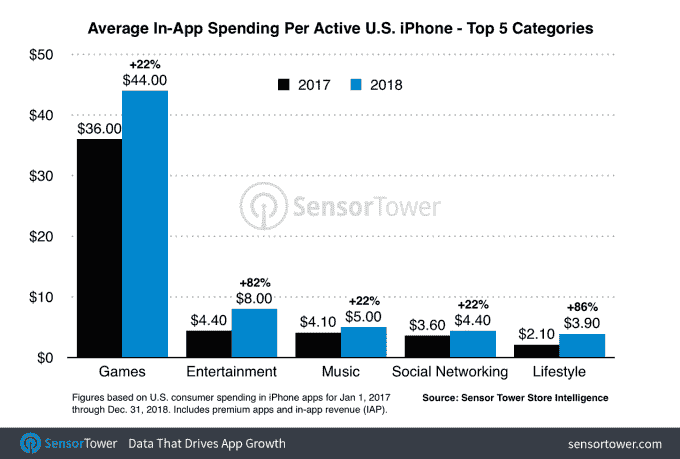 Average In-App Spending Per Active U.S. iPhone - Top 5 Categories
2017 2018
$50
$40
$30
$20
$10
$0
+22%
$36.00 $44.00
+82%
$4.40 $8.00
+22%
$4.10 $5.00
+22%
$3.60 $4.40
+86%
$2.10 $3.90
SensorTower
Games Entertainment Music Social Networking Lifestyle
Figures based on U.S. consumer spending in iPhone apps for Jan 1, 2017
through Dec. 31, 2018. Includes premium apps and in-app revenue (IAP).
Source: Sensor Tower Store Intelligence
SensorTower Data That Drives App Growth sensortower.com